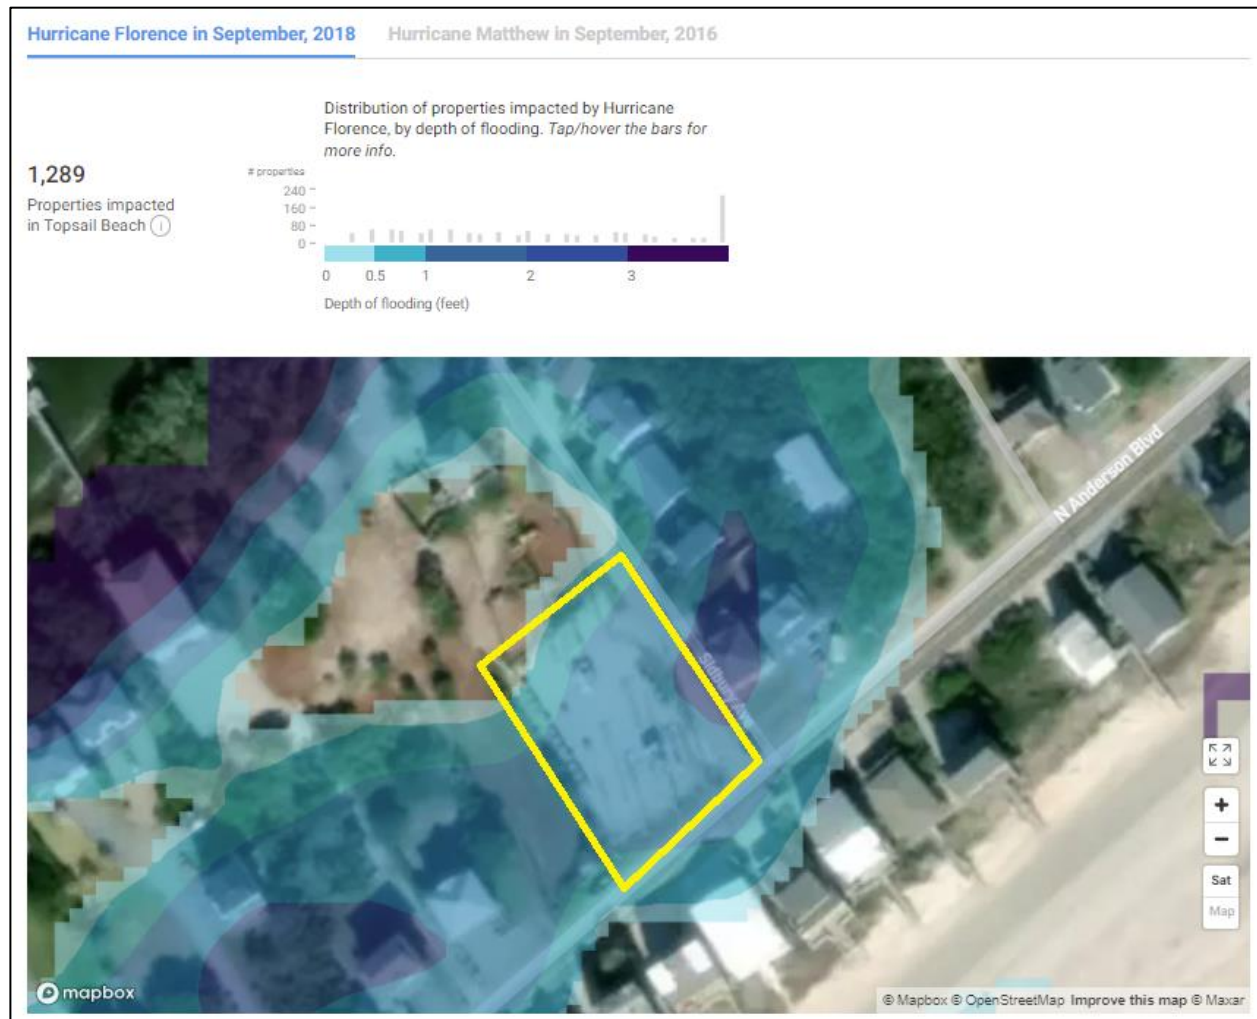 Hurricane Florence in September, 2018 Hurricane Matthew in September, 2016
Distribution of properties impacted by Hurricane
Florence, by depth of flooding. Tap/hover the bars for
more info.
1,289
Properties impacted
in Topsail Beach i
# properties
240
160
80
0
0 0.5 1 2 3
Depth of flooding (feet)
N Anderson Blvd
Sidbury Ave
+
−
Sat
Map
mapbox
© Mapbox © OpenStreetMap Improve this map © Maxar